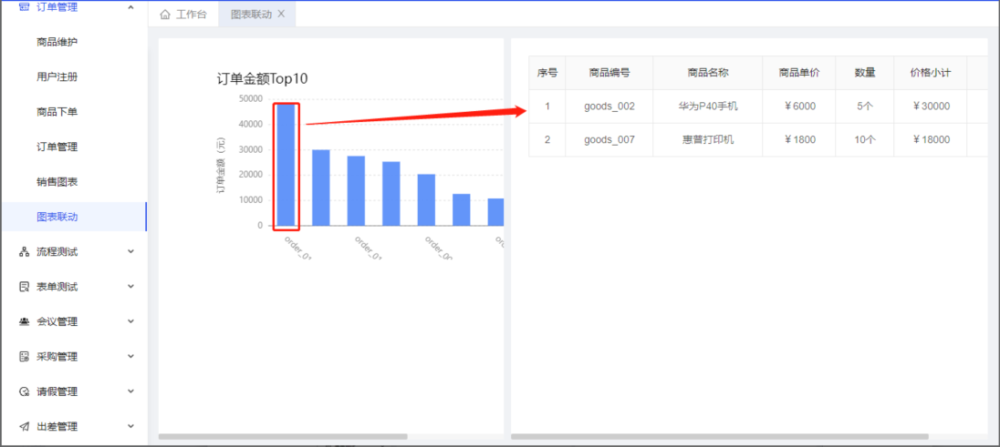 订单管理
商品维护
用户注册
商品下单
订单管理
销售图表
图表联动
流程测试
表单测试
会议管理
采购管理
请假管理
出差管理
工作台 图表联动 X
订单金额Top10
订单金额（元）
50000
40000
30000
20000
10000
0
order_01 order_01 order_00
序号 商品编号 商品名称 商品单价 数量 价格小计
1 goods_002 华为P40手机 ￥6000 5个 ￥30000
2 goods_007 惠普打印机 ￥1800 10个 ￥18000